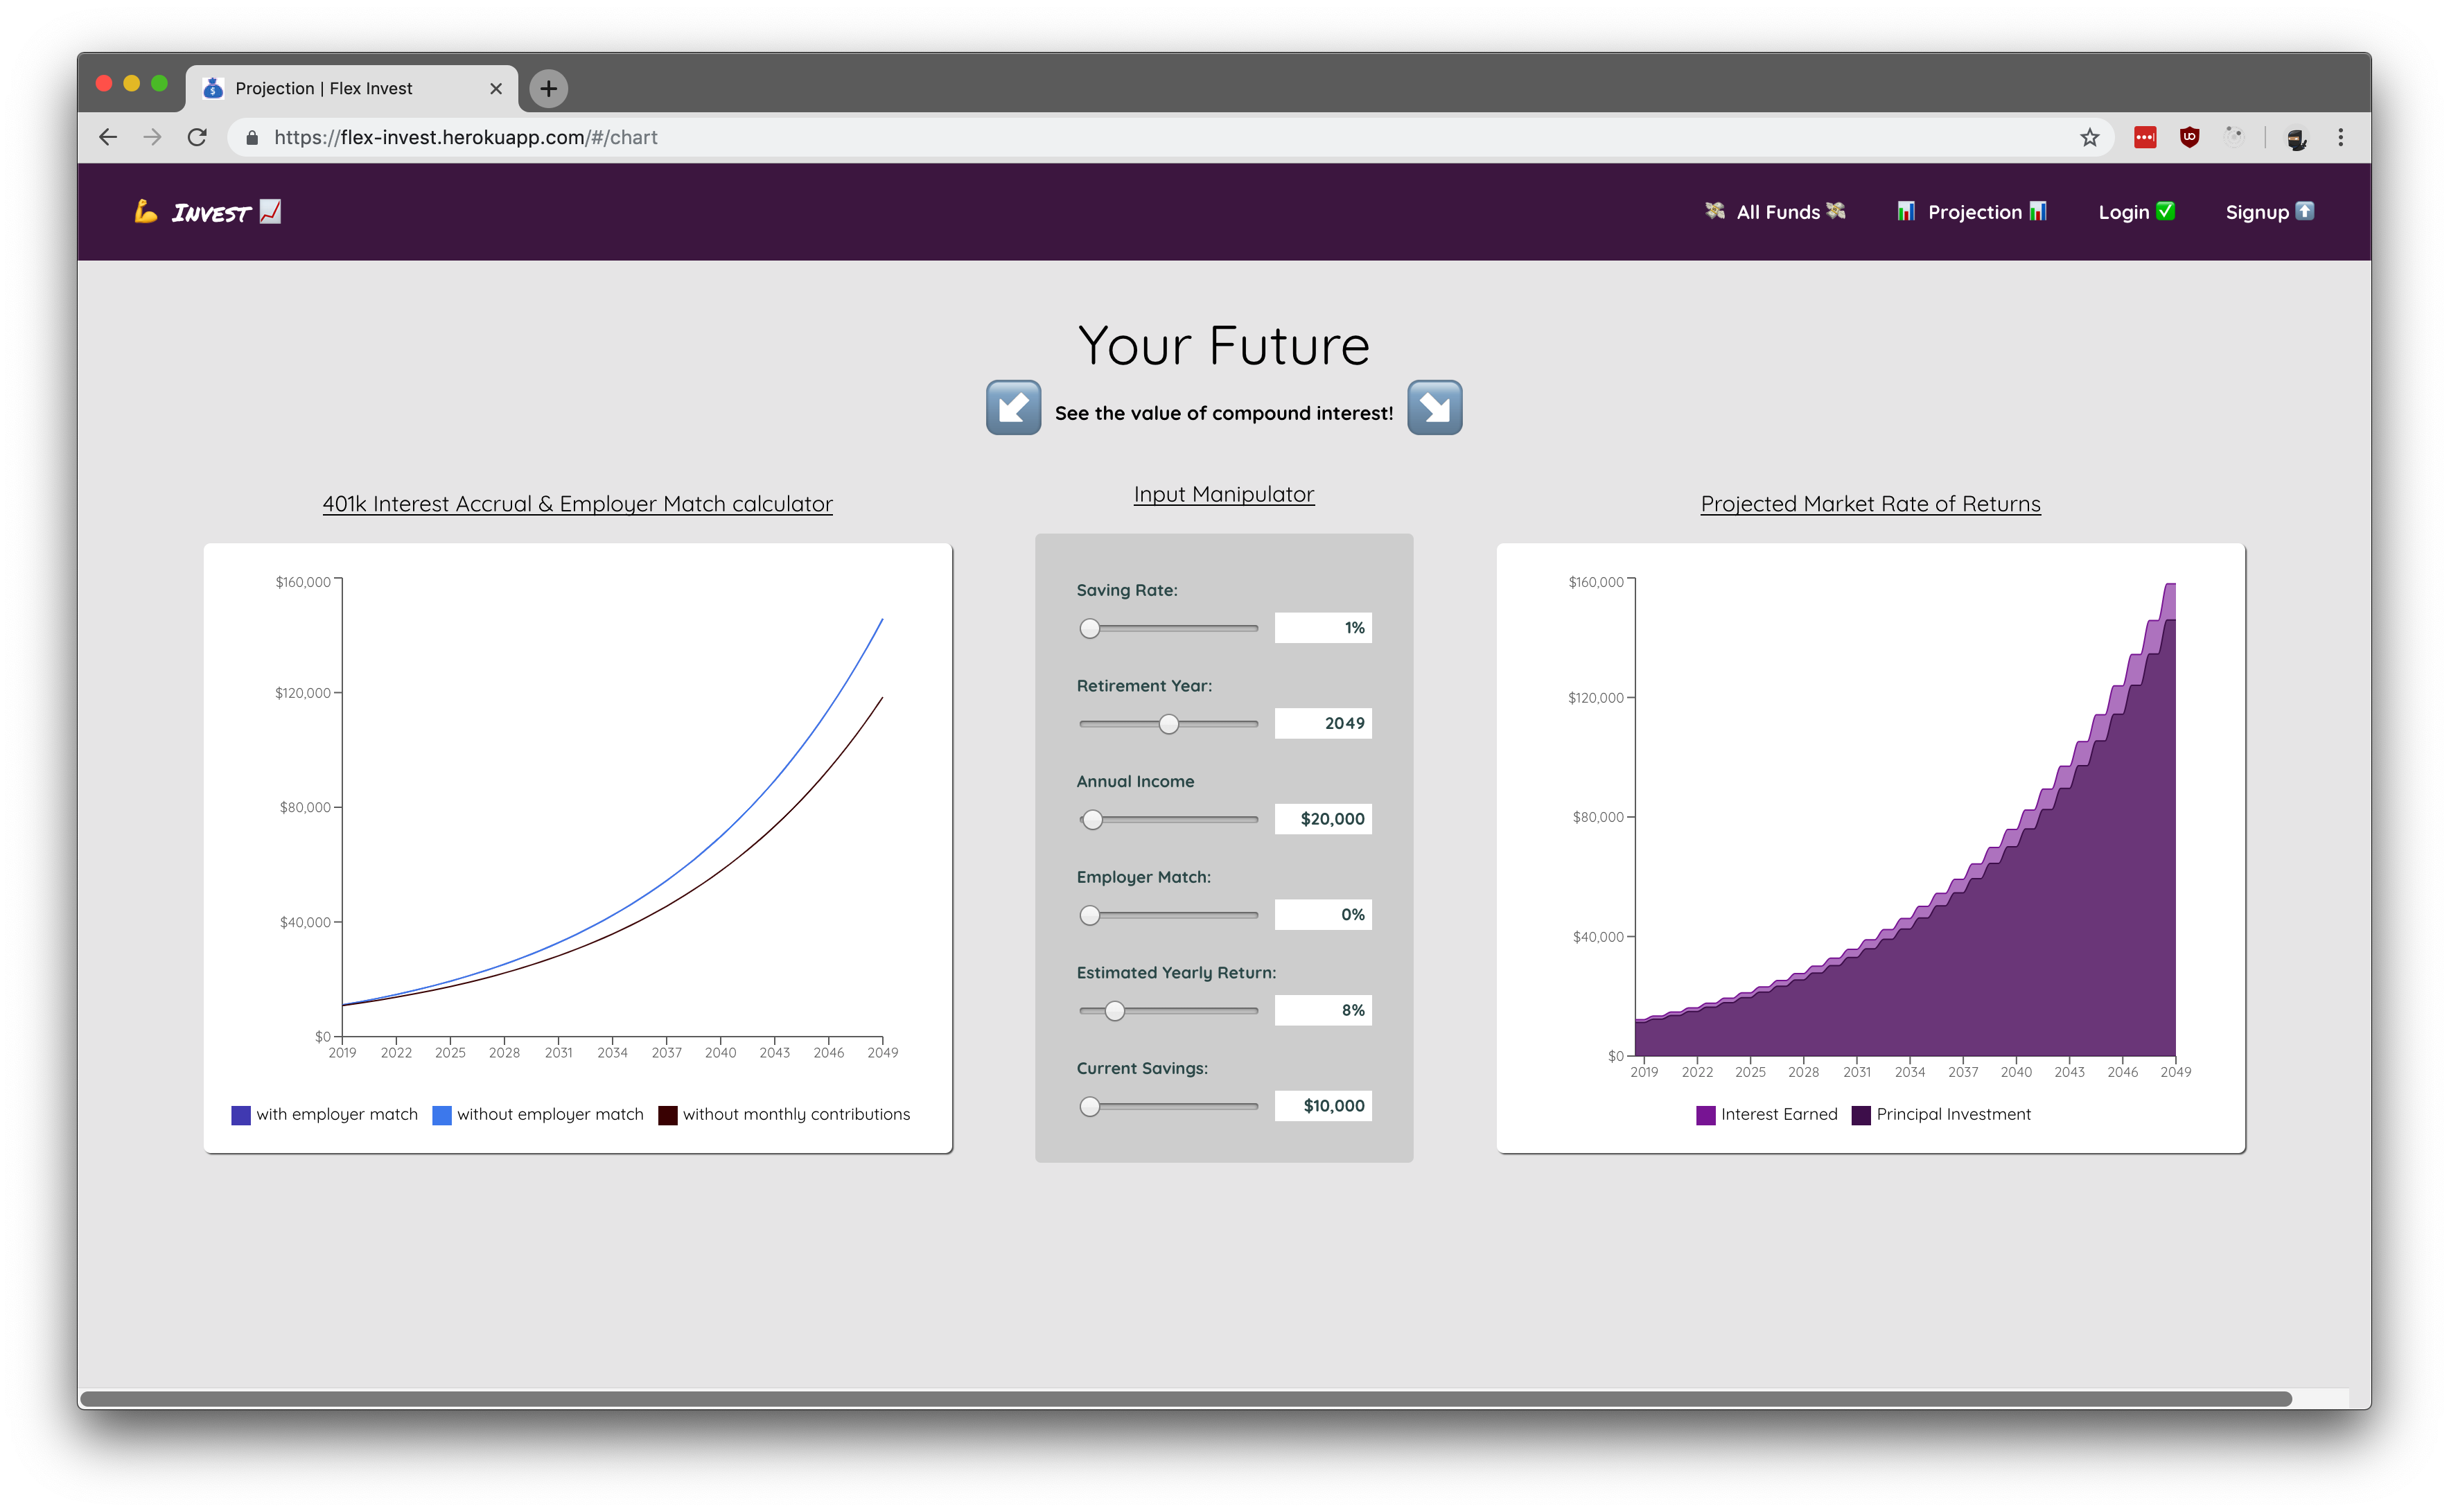 Projection | Flex Invest
https://flex-invest.herokuapp.com/#/chart
INVEST
All Funds
Projection
Login
Signup
Your Future
See the value of compound interest!
401k Interest Accrual & Employer Match calculator
$160,000
$120,000
$80,000
$40,000
$0
2019 2022 2025 2028 2031 2034 2037 2040 2043 2046 2049
with employer match without employer match without monthly contributions
Input Manipulator
Saving Rate:
1%
Retirement Year:
2049
Annual Income
$20,000
Employer Match:
0%
Estimated Yearly Return:
8%
Current Savings:
$10,000
Projected Market Rate of Returns
$160,000
$120,000
$80,000
$40,000
$0
2019 2022 2025 2028 2031 2034 2037 2040 2043 2046 2049
Interest Earned Principal Investment